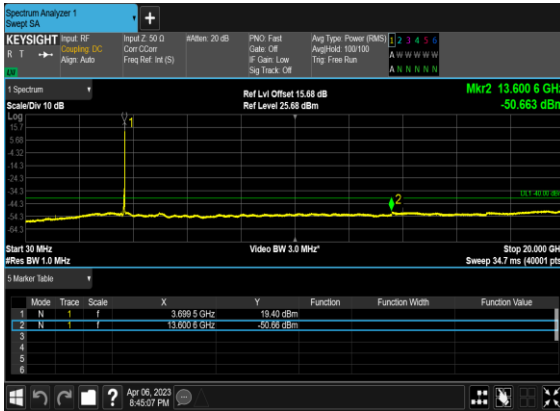 Spectrum Analyzer 1
Swept SA
+
KEYSIGHT Input: RF Input Z: 50 Ω #Atten: 20 dB PNO: Fast Avg Type: Power (RMS) 1 2 3 4 5 6
R T Coupling: DC Corr CCorr Gate: Off Avg|Hold: 100/100 A W W W W W
Align: Auto Freq Ref: Int (S) IF Gain: Low Trig: Free Run
LXI Sig Track: Off A N N N N N
1 Spectrum Ref Lvl Offset 15.68 dB Mkr2 13.600 6 GHz
Scale/Div 10 dB Ref Level 25.68 dBm -50.663 dBm
Log
15.7
5.68
-4.32
-14.3
-24.3
-34.3
-44.3
-54.3
-64.3
1
2
DL1 -40.00 dBm
Start 30 MHz Video BW 3.0 MHz* Stop 20.000 GH
#Res BW 1.0 MHz Sweep 34.7 ms (40001 pts
5 Marker Table
Mode Trace Scale X Y Function Function Width Function Value
1 N 1 f 3.699 5 GHz 19.40 dBm
2 N 1 f 13.600 6 GHz -50.66 dBm
3
4
5
6
? Apr 06, 2023
8:45:07 PM